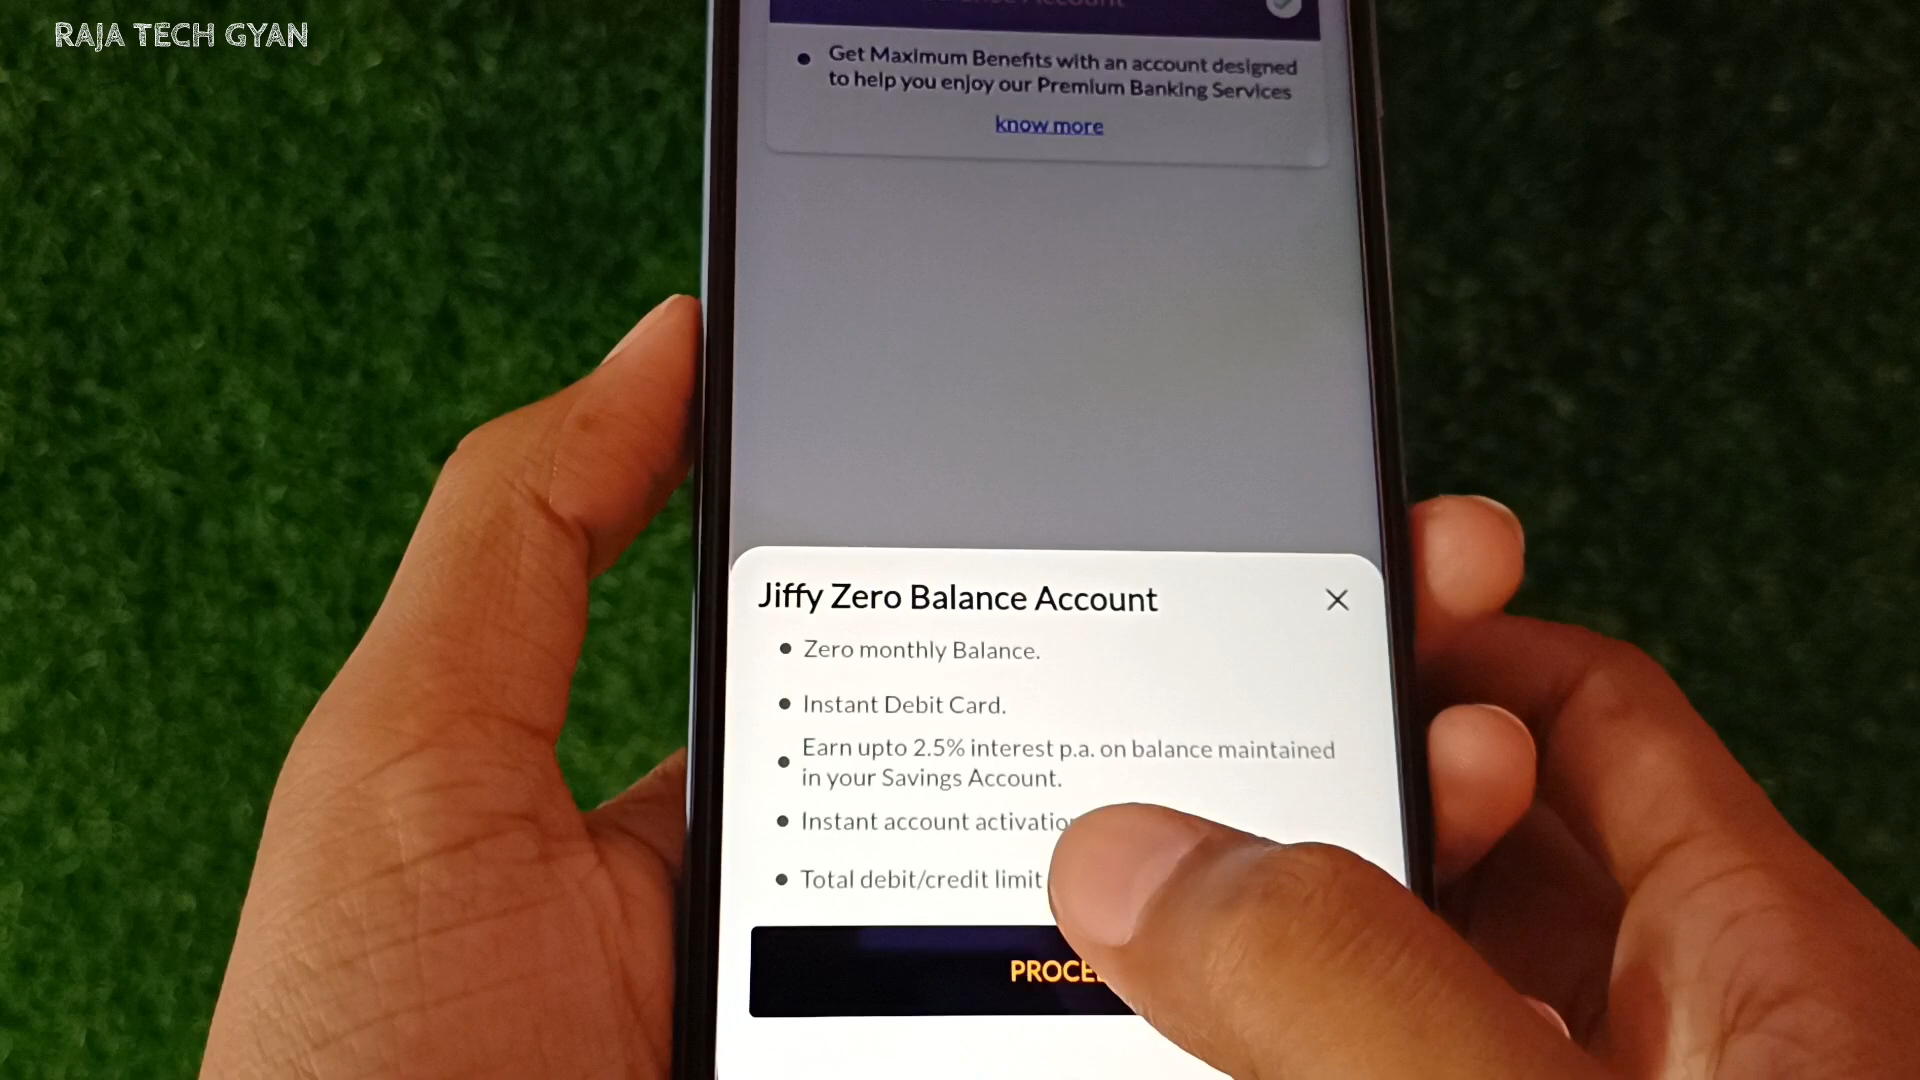 RAJA TECH GYAN
Account
Get Maximum Benefits with an account designed
to help you enjoy our Premium Banking Services
know more
Jiffy Zero Balance Account
Zero monthly Balance.
Instant Debit Card.
Earn upto 2.5% interest p.a. on balance maintained
in your Savings Account.
Instant account
Total debit/credit limit